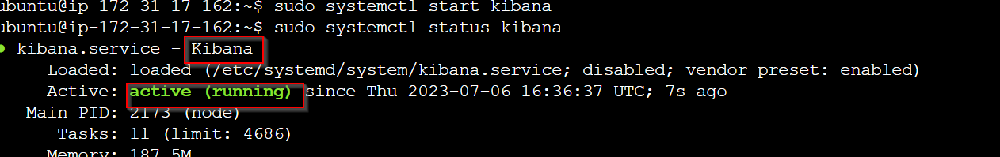 ubuntu@ip-172-31-17-162:~$ sudo systemctl start kibana
ubuntu@ip-172-31-17-162:~$ sudo systemctl status kibana
● kibana.service - Kibana
Loaded: loaded (/etc/systemd/system/kibana.service; disabled; vendor preset: enabled)
Active: active (running) since Thu 2023-07-06 16:36:37 UTC; 7s ago
Main PID: 2173 (node)
Tasks: 11 (limit: 4686)
Memory: 187.5M